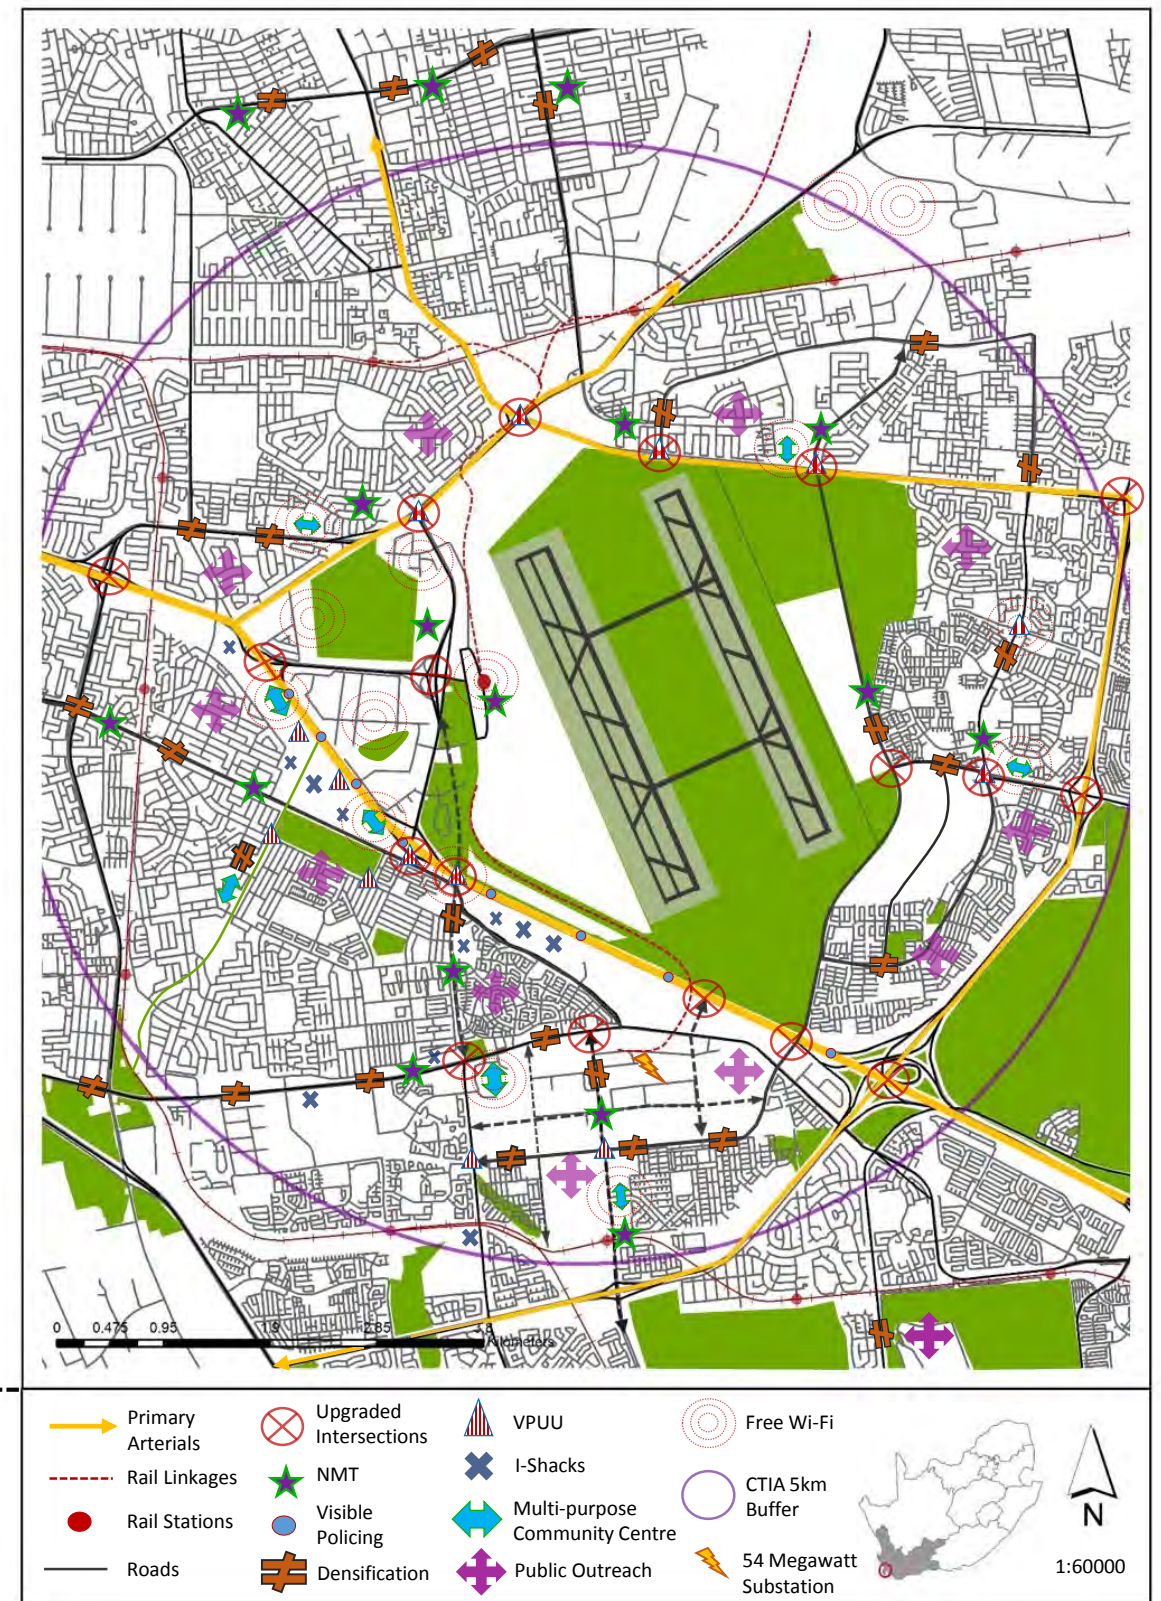 0 0.475 0.95 1.9 2.85 3.8
Kilometers
Primary
Arterials
Rail Linkages
Rail Stations
Roads
Upgraded
Intersections
NMT
Visible
Policing
Densification
VPUU
I-Shacks
Multi-purpose
Community Centre
Public Outreach
Free Wi-Fi
CTIA 5km
Buffer
54 Megawatt
Substation
N
1:60000